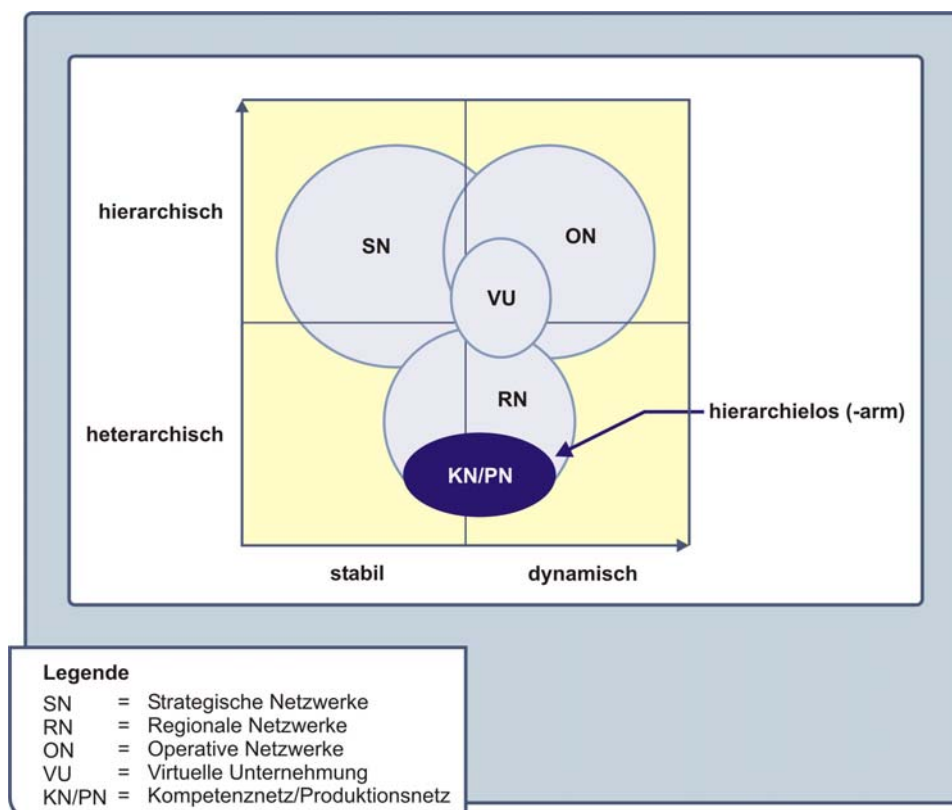 hierarchisch
SN
ON
VU
RN
heterarchisch
hierarchielos (-arm)
KN/PN
stabil
dynamisch
Legende
SN = Strategische Netzwerke
RN = Regionale Netzwerke
ON = Operative Netzwerke
VU = Virtuelle Unternehmung
KN/PN = Kompetenznetz/Produktionsnetz